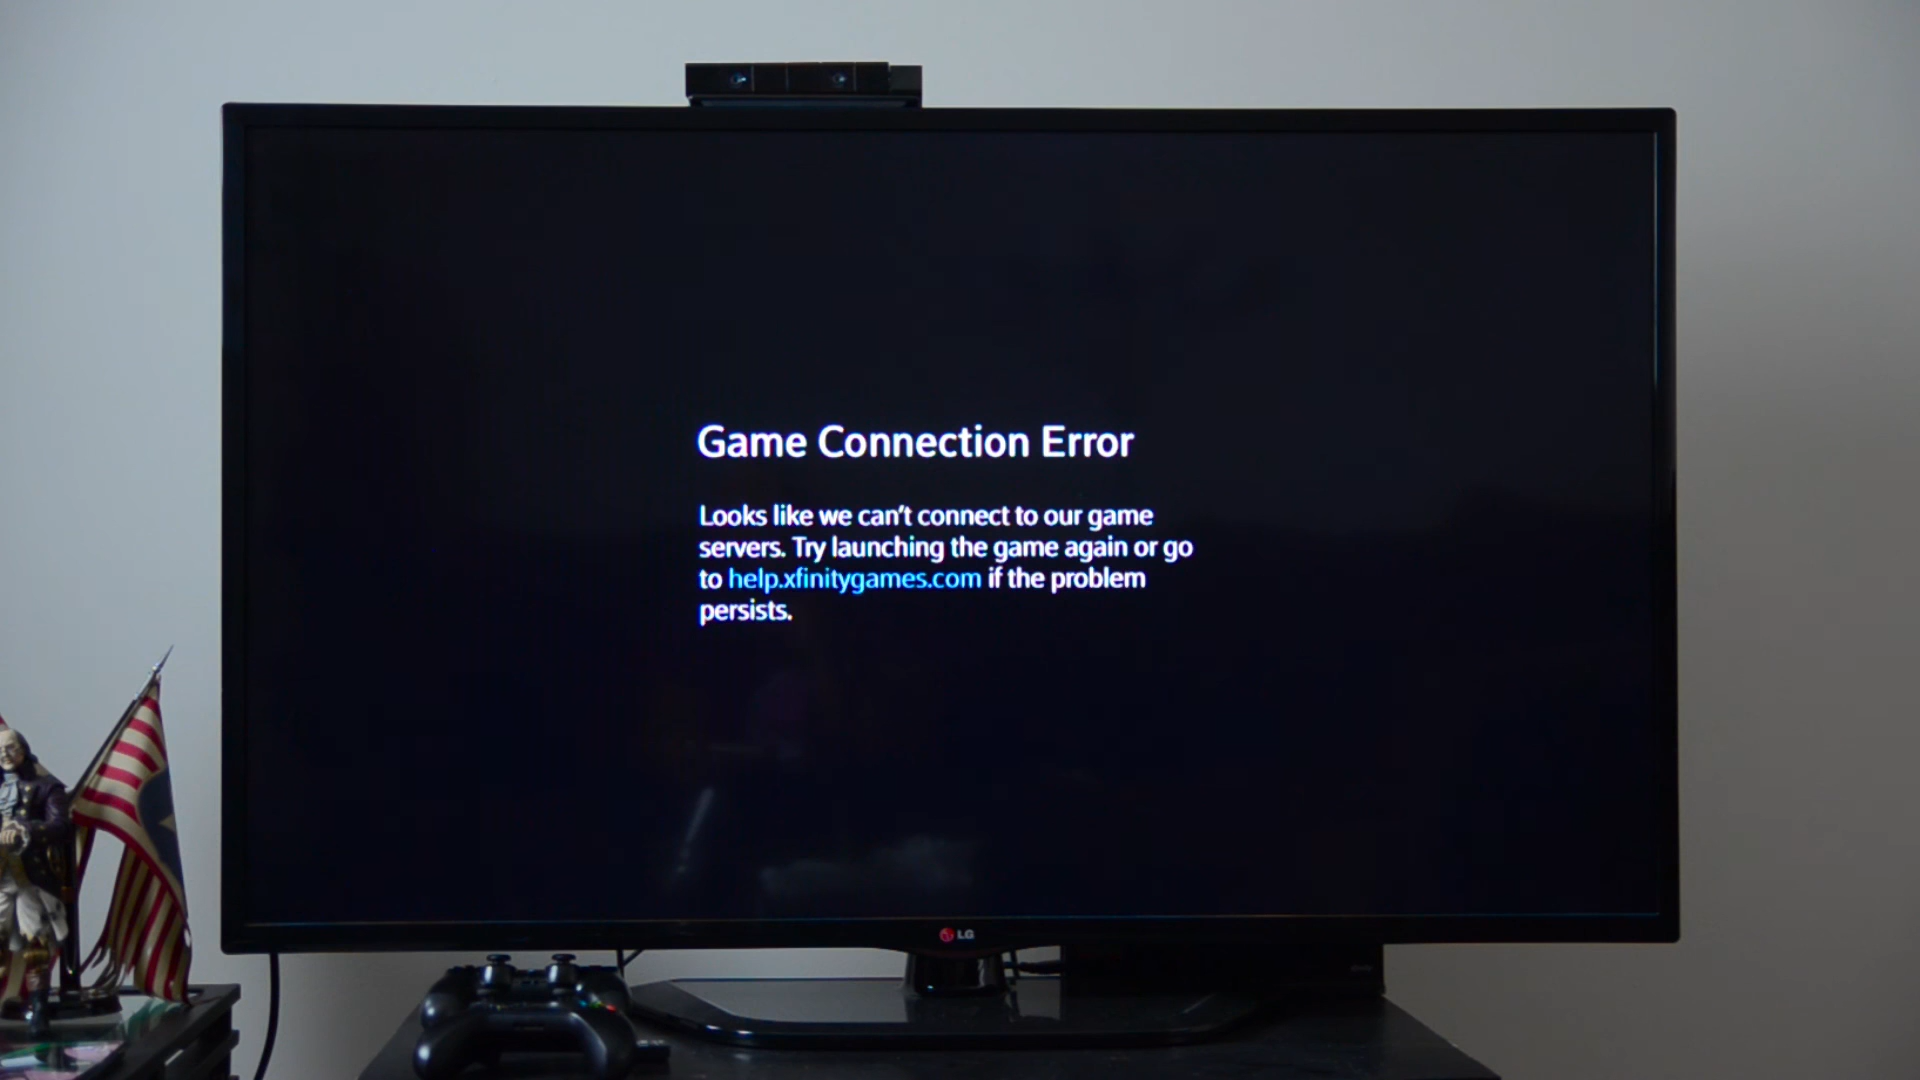 Game Connection Error
Looks like we can't connect to our game
servers. Try launching the game again or go
to help.xfinitygames.com if the problem
persists.
LG